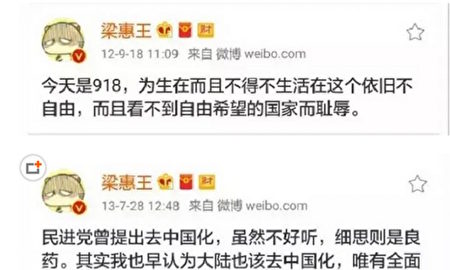 梁惠王
12-9-18 11:09 来自 微博 weibo.com
今天是918，为生在而且不得不生活在这个依旧不
自由，而且看不到自由希望的国家而耻辱。
梁惠王
13-7-28 12:48 来自 微博 weibo.com
民进党曾提出去中国化，虽然不好听，细思则是良
药。其实我也早认为大陆也该去中国化，唯有全面